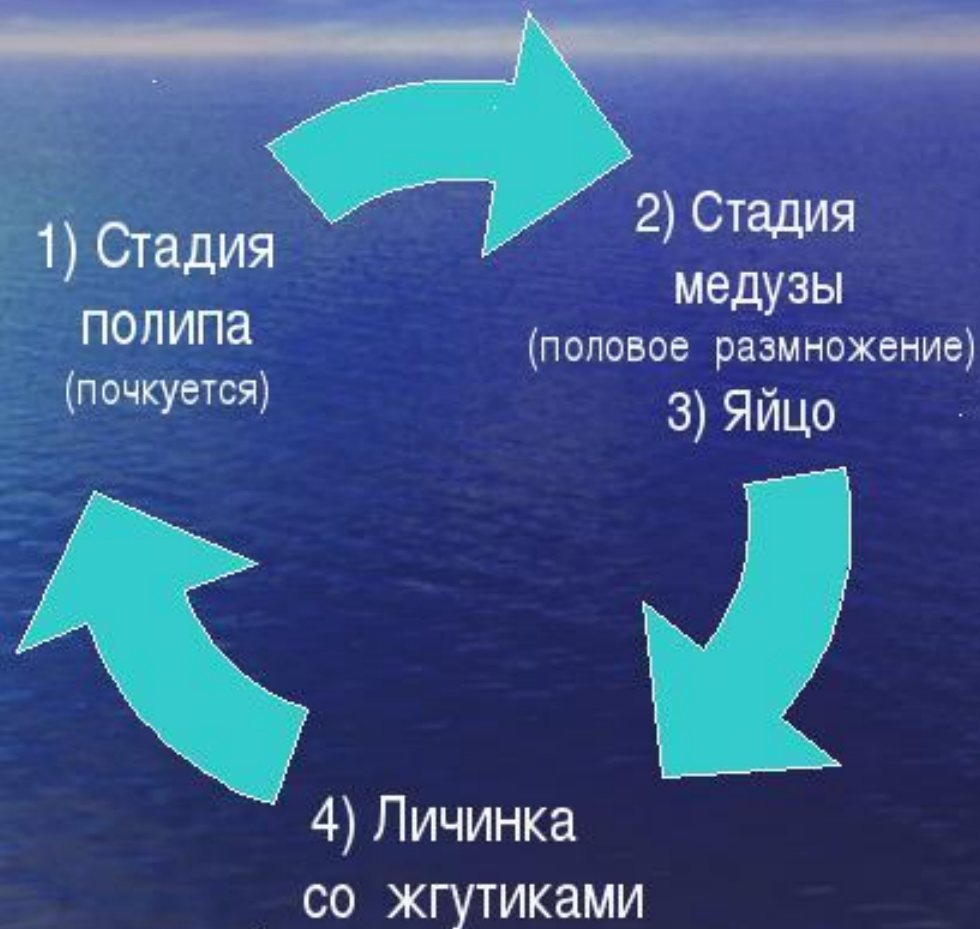 1) Стадия
полипа
(почкуется)
2) Стадия
медузы
(половое размножение)
3) Яйцо
4) Личинка
со жгутиками